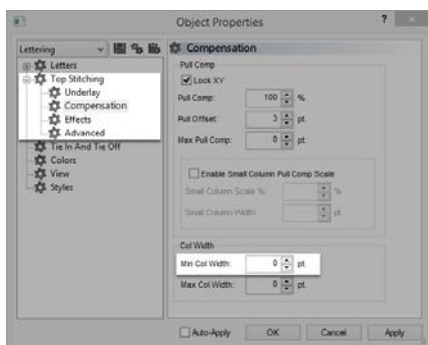 Object Properties
?
Lettering
Compensation
Letters
Top Stitching
Underlay
Compensation
Effects
Advanced
Tie In And Tie Off
Colors
View
Styles
Pull Comp
Lock XY
Pull Comp: 100 %
Pull Offset: 3 pt
Max Pull Comp: 0 pt
Enable Small Column Pull Comp Scale
Small Column Scale % %
Small Column Width pt
Col Width
Min Col Width: 0 pt.
Max Col Width: 0 pt.
Auto-Apply
OK
Cancel
Apply